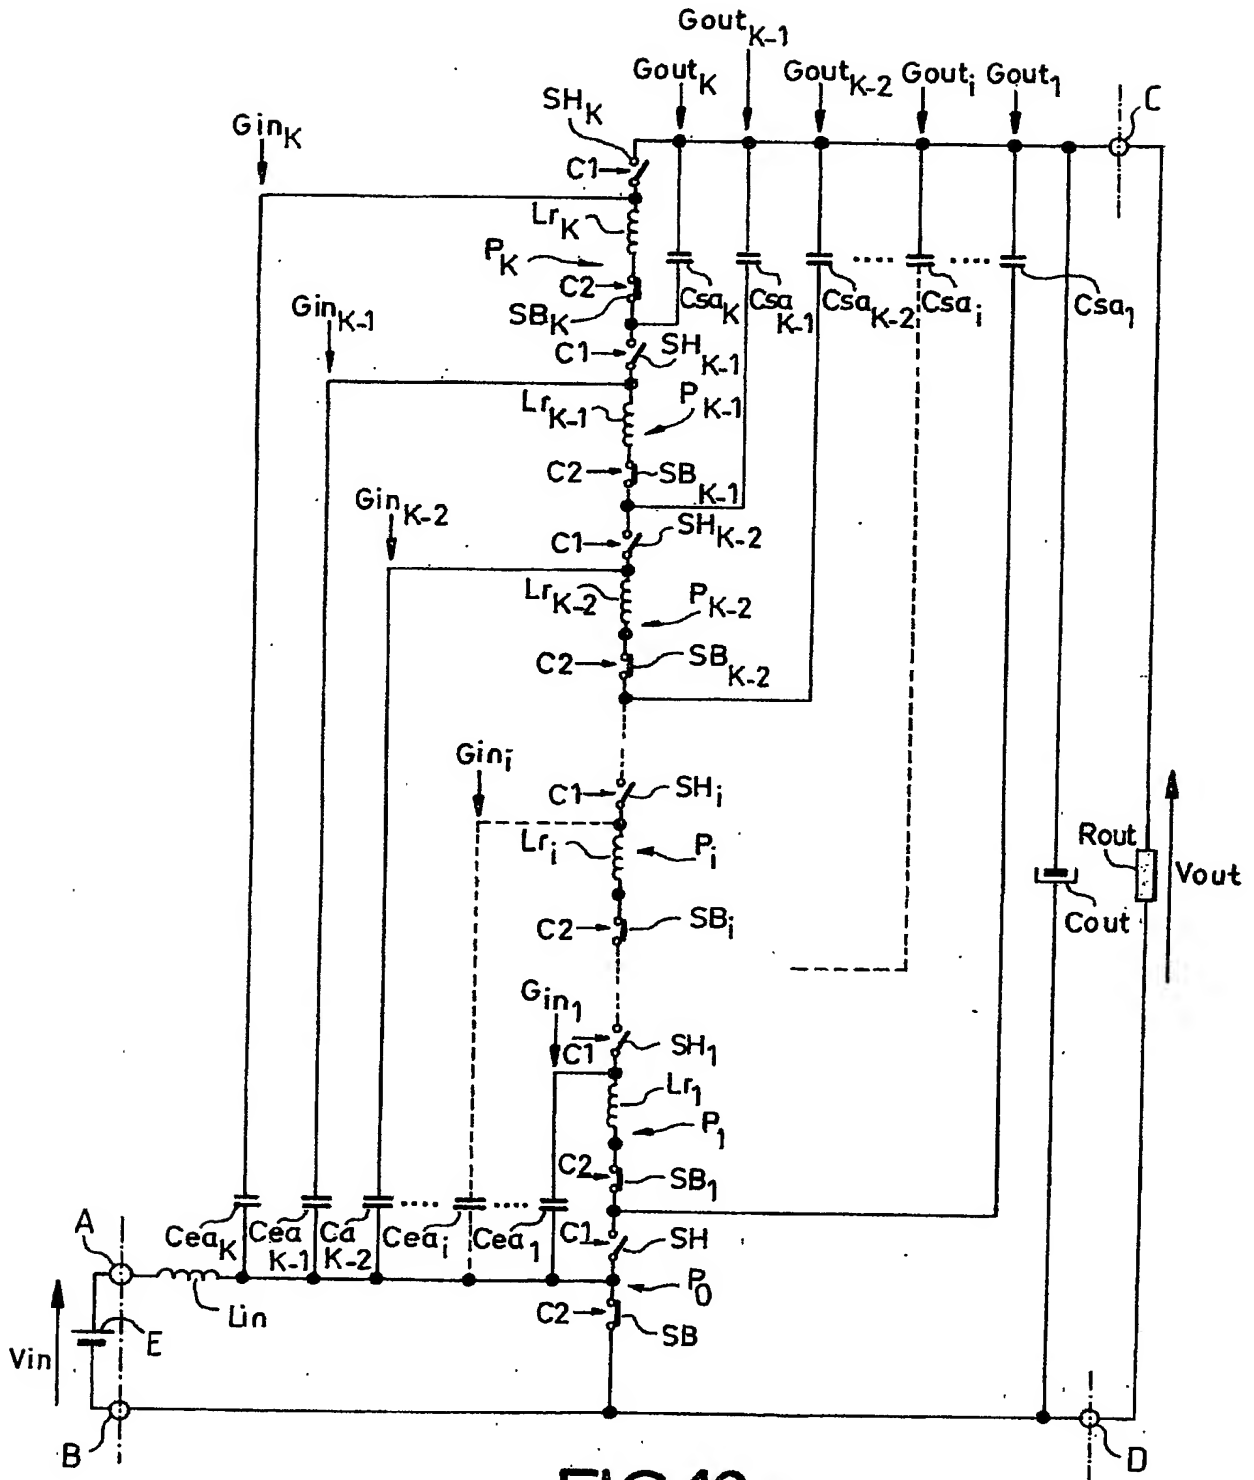 Gout K-1
Gout K Gout K-2 Gout i Gout 1
SH K C
Gin K
C1
Lr K
P K
C2
SB K
Csa K Csa K-1 Csa K-2 Csa i Csa 1
Gin K-1
C1 SH K-1
Lr K-1 P K-1
C2 SB K-1
Gin K-2
C1 SH K-2
Lr K-2 P K-2
C2 SB K-2
Gin i
C1 SH i
Lr i P i
Rout
Vout
Cout
C2 SB i
Gin 1
C1 SH 1
Lr 1
P 1
C2 SB 1
A
Cea K Cea K-1 Ca K-2 Cea i Cea 1 C1 SH
P 0
Lin
C2 SB
Vin E
B D